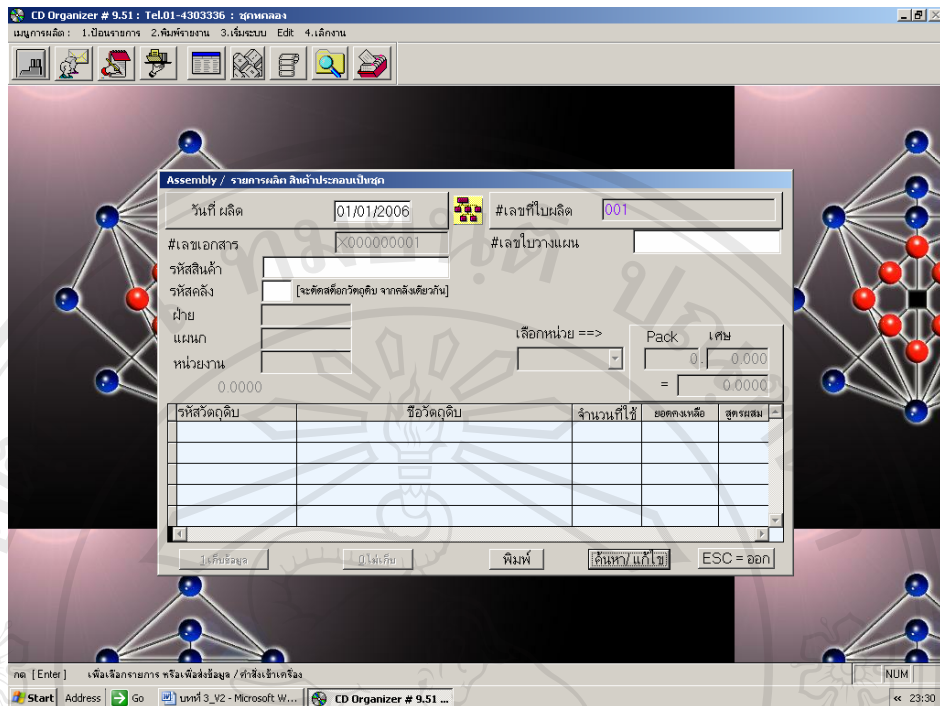 CD Organizer # 9.51 : Tel.01-4303336 : ชุดทดลอง
เมนูการผลิต : 1.ป้อนรายการ 2.พิมพ์รายงาน 3.เริ่มระบบ Edit 4.เลิกงาน
Assembly / รายการผลิต สินค้าประกอบเป็นชุด
วันที่ ผลิต 01/01/2006 #เลขที่ใบผลิต 001
#เลขเอกสาร X000000001 #เลขใบวางแผน
รหัสสินค้า
รหัสคลัง [จะตัดสต็อกวัตถุดิบ จากคลังเดียวกัน]
ฝ่าย
แผนก เลือกหน่วย ==> Pack เศษ
หน่วยงาน 0. 0.000
0.0000 = 0.0000
รหัสวัตถุดิบ ชื่อวัตถุดิบ จำนวนที่ใช้ ยอดคงเหลือ สูตรผสม
1.เก็บข้อมูล 0.ไม่เก็บ พิมพ์ ค้นหา/แก้ไข ESC = ออก
กด [Enter] เพื่อเลือกรายการ หรือเพื่อส่งข้อมูล / คำสั่งเข้าเครื่อง NUM
Start Address Go บทที่ 3_V2 - Microsoft W... CD Organizer # 9.51 ... « 23:30